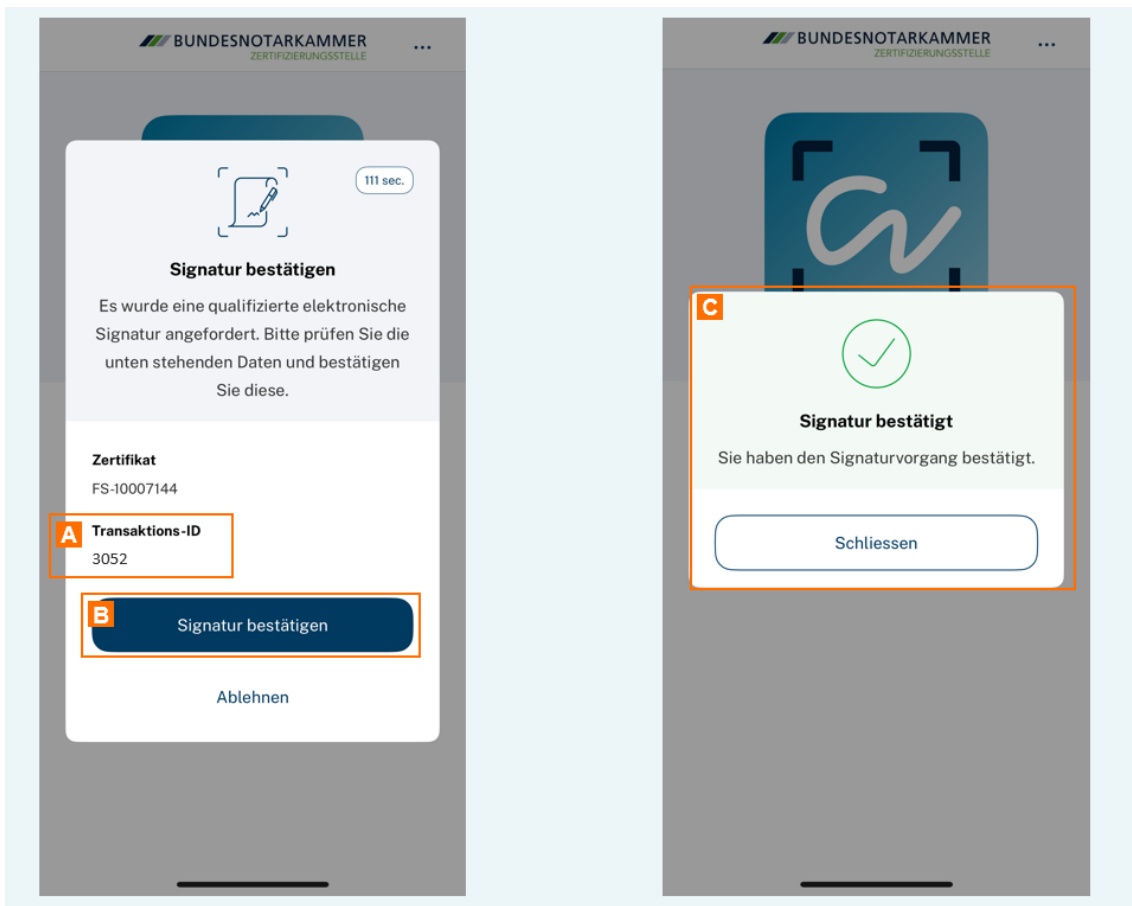 BUNDESNOTARKAMMER
ZERTIFIZIERUNGSSTELLE
...
111 sec.
Signatur bestätigen
Es wurde eine qualifizierte elektronische
Signatur angefordert. Bitte prüfen Sie die
unten stehenden Daten und bestätigen
Sie diese.
Zertifikat
FS-10007144
A
Transaktions-ID
3052
B
Signatur bestätigen
Ablehnen
BUNDESNOTARKAMMER
ZERTIFIZIERUNGSSTELLE
...
C
Signatur bestätigt
Sie haben den Signaturvorgang bestätigt.
Schliessen